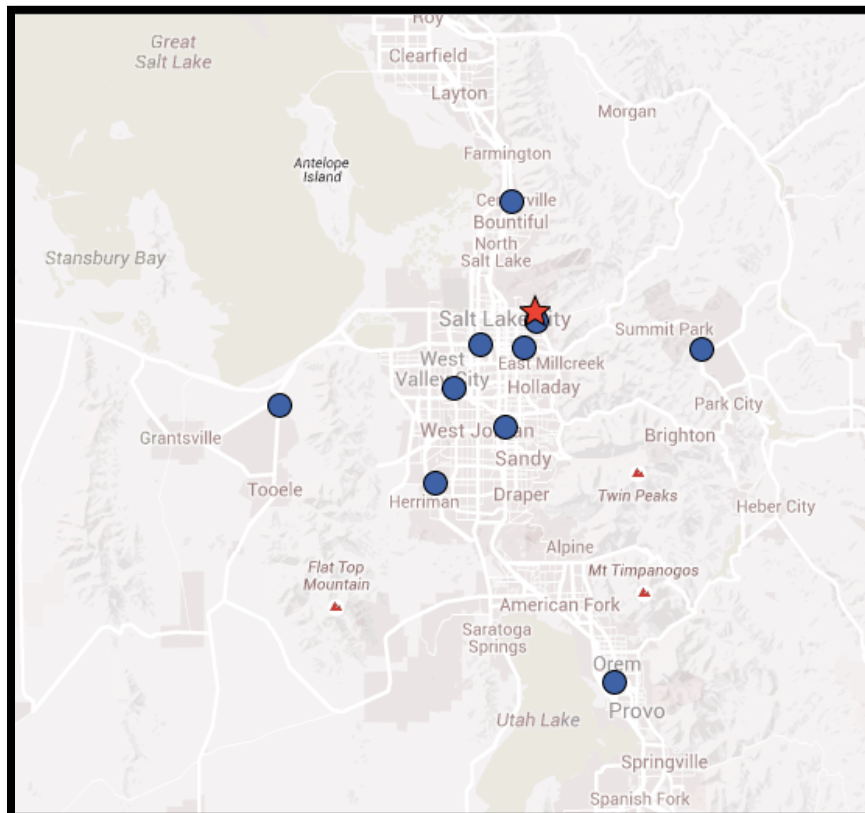 Roy
Great
Salt Lake
Clearfield
Layton
Morgan
Farmington
Antelope
Island
Centerville
Bountiful
North
Salt Lake
Stansbury Bay
Salt Lake City
Summit Park
West
Valley City
East Millcreek
Holladay
Park City
Grantsville
West Jordan
Brighton
Sandy
Tooele
Herriman
Draper
Twin Peaks
Heber City
Alpine
Flat Top
Mountain
Mt Timpanogos
American Fork
Saratoga
Springs
Orem
Utah Lake
Provo
Springville
Spanish Fork